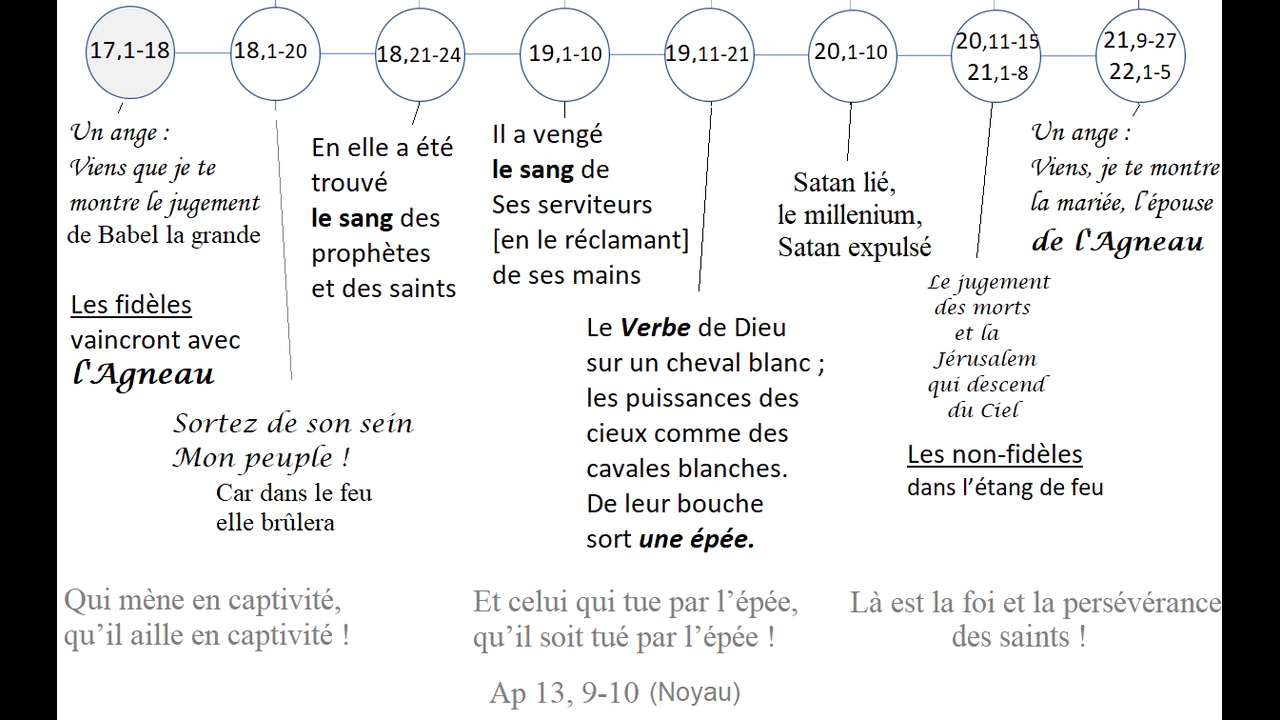 17,1-18
18,1-20
18,21-24
19,1-10
19,11-21
20,1-10
20,11-15
21,1-8
21,9-27
22,1-5
Un ange :
Viens que je te
montre le jugement
de Babel la grande
Les fidèles
vaincront avec
l'Agneau
Sortez de son sein
Mon peuple !
Car dans le feu
elle brûlera
En elle a été
trouvé
le sang des
prophètes
et des saints
Il a vengé
le sang de
Ses serviteurs
[en le réclamant]
de ses mains
Le Verbe de Dieu
sur un cheval blanc ;
les puissances des
cieux comme des
cavales blanches.
De leur bouche
sort une épée.
Satan lié,
le millenium,
Satan expulsé
Le jugement
des morts
et la
Jérusalem
qui descend
du Ciel
Les non-fidèles
dans l’étang de feu
Un ange :
Viens, je te montre
la mariée, l’épouse
de l'Agneau
Qui mène en captivité,
qu’il aille en captivité !
Et celui qui tue par l’épée,
qu’il soit tué par l’épée !
Là est la foi et la persévérance
des saints !
Ap 13, 9-10 (Noyau)